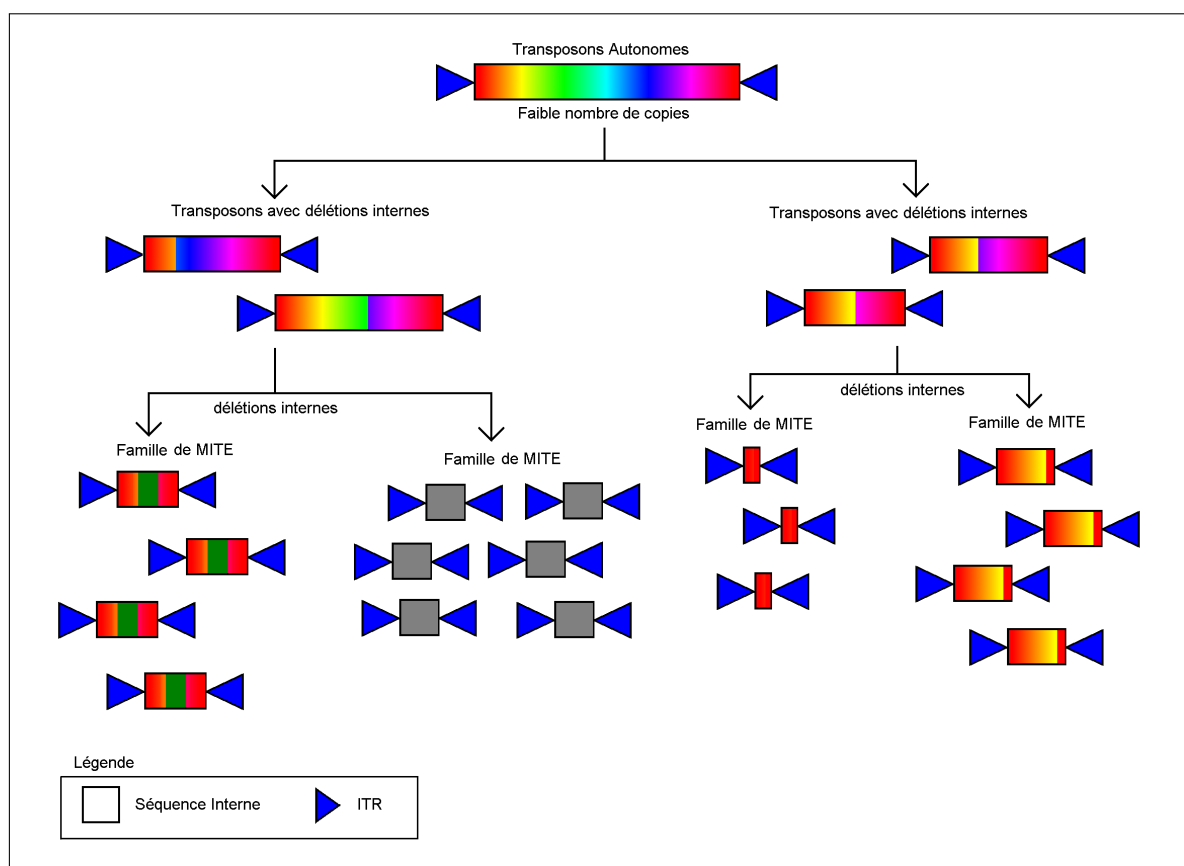 Transposons Autonomes
Faible nombre de copies
Transposons avec délétions internes
Transposons avec délétions internes
délétions internes
délétions internes
Famille de MITE
Famille de MITE
Famille de MITE
Famille de MITE
Légende
Séquence Interne
ITR